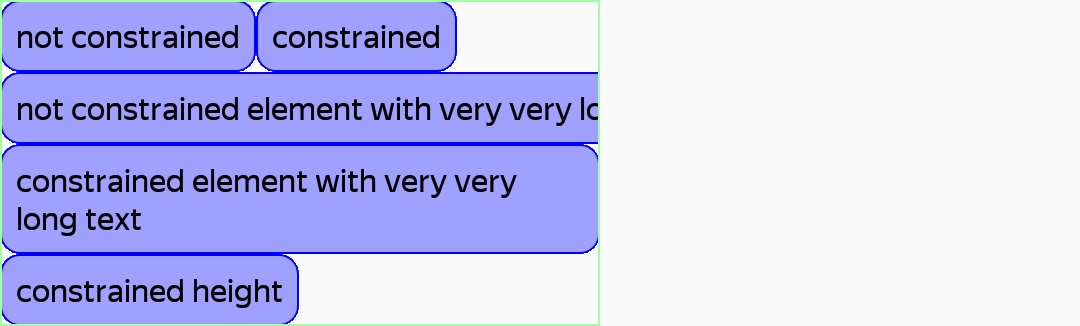 not constrained constrained
not constrained element with very very
constrained element with very very
long text
constrained height